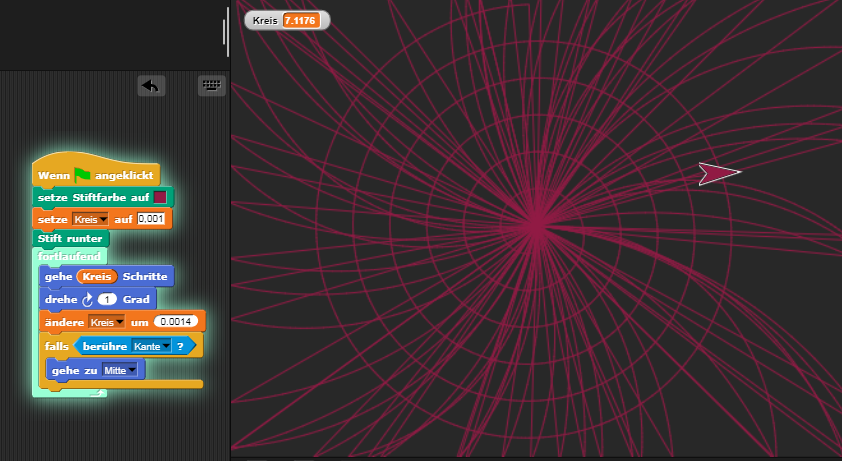 Kreis 7.1176
Wenn angeklickt
setze Stiftfarbe auf
setze Kreis auf 0,001
Stift runter
fortlaufend
gehe Kreis Schritte
drehe 1 Grad
ändere Kreis um 0.0014
falls berühre Kante ?
gehe zu Mitte